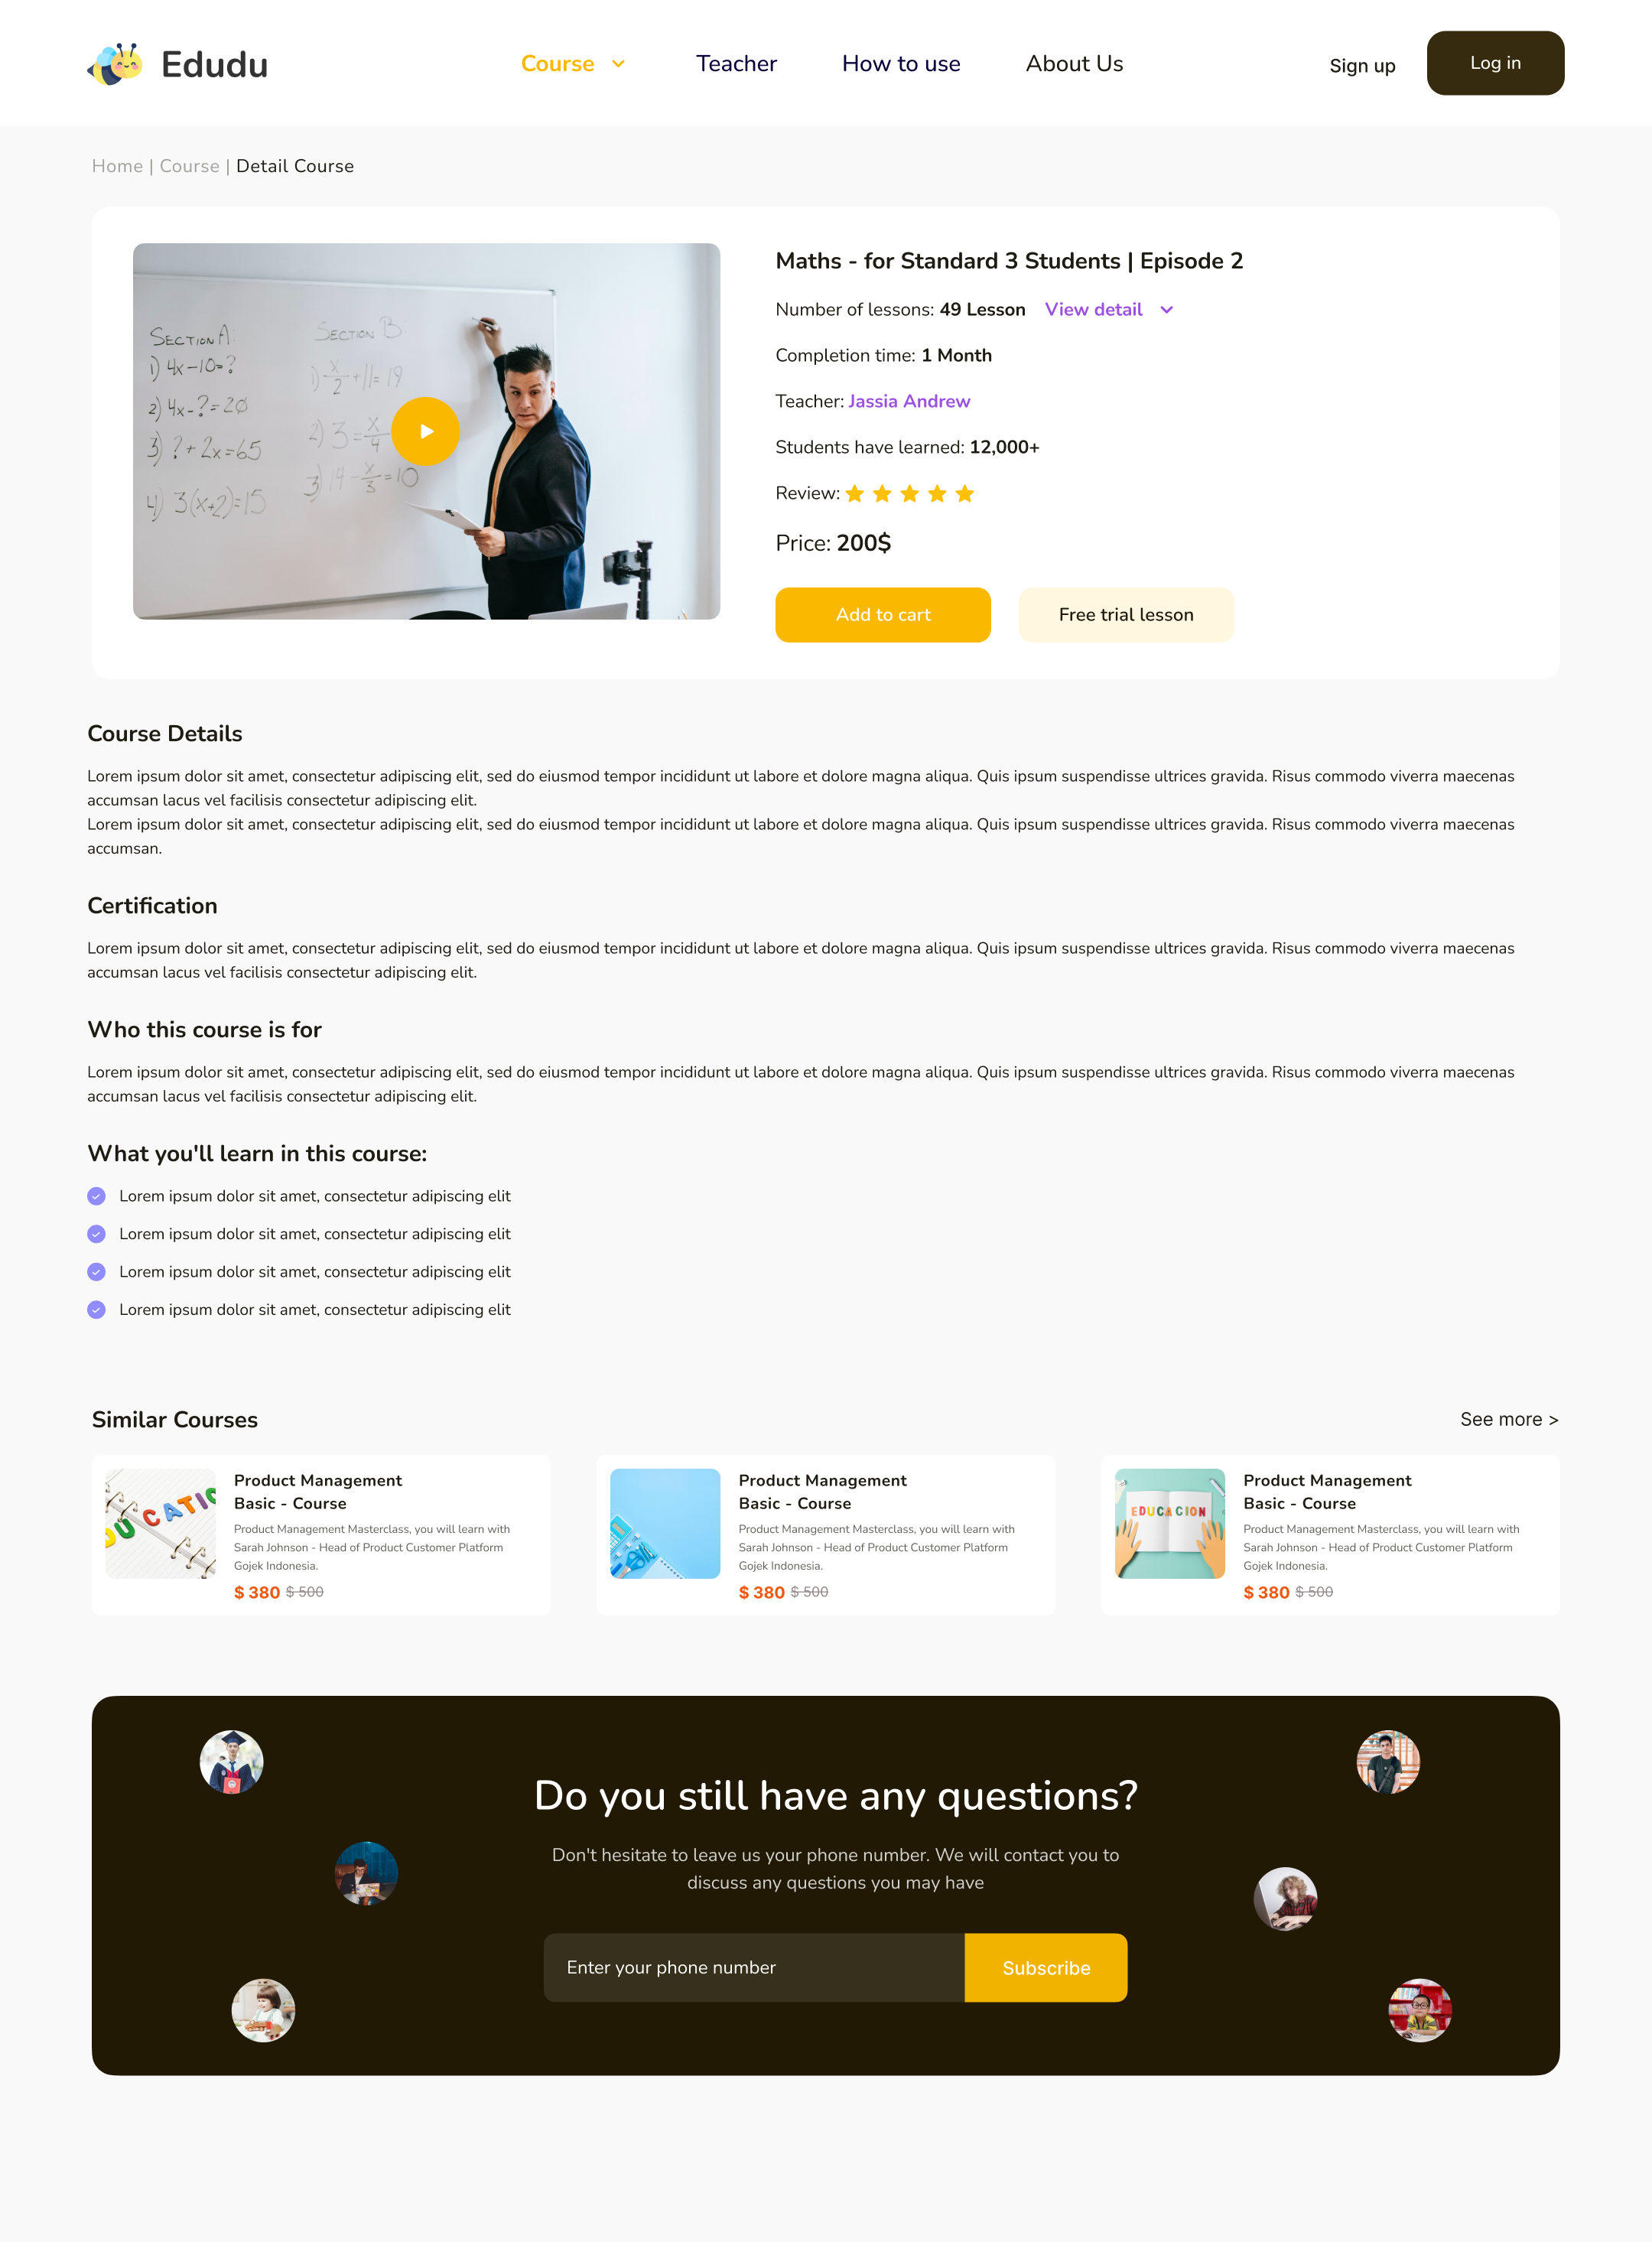 Edudu
Course
Teacher
How to use
About Us
Sign up
Log in
Home | Course | Detail Course
SECTION A:
1) 4x-10=?
2) 4x-?=20
3) ?+2x=65
4) 3(x+2)=15
SECTION B:
1) x/2+11=19
2) 3=x/4
3) 14-x/3=10
Maths - for Standard 3 Students | Episode 2
Number of lessons: 49 Lesson View detail
Completion time: 1 Month
Teacher: Jassia Andrew
Students have learned: 12,000+
Review:
Price: 200$
Add to cart
Free trial lesson
Course Details
Lorem ipsum dolor sit amet, consectetur adipiscing elit, sed do eiusmod tempor incididunt ut labore et dolore magna aliqua. Quis ipsum suspendisse ultrices gravida. Risus commodo viverra maecenas
accumsan lacus vel facilisis consectetur adipiscing elit.
Lorem ipsum dolor sit amet, consectetur adipiscing elit, sed do eiusmod tempor incididunt ut labore et dolore magna aliqua. Quis ipsum suspendisse ultrices gravida. Risus commodo viverra maecenas
accumsan.
Certification
Lorem ipsum dolor sit amet, consectetur adipiscing elit, sed do eiusmod tempor incididunt ut labore et dolore magna aliqua. Quis ipsum suspendisse ultrices gravida. Risus commodo viverra maecenas
accumsan lacus vel facilisis consectetur adipiscing elit.
Who this course is for
Lorem ipsum dolor sit amet, consectetur adipiscing elit, sed do eiusmod tempor incididunt ut labore et dolore magna aliqua. Quis ipsum suspendisse ultrices gravida. Risus commodo viverra maecenas
accumsan lacus vel facilisis consectetur adipiscing elit.
What you'll learn in this course:
Lorem ipsum dolor sit amet, consectetur adipiscing elit
Lorem ipsum dolor sit amet, consectetur adipiscing elit
Lorem ipsum dolor sit amet, consectetur adipiscing elit
Lorem ipsum dolor sit amet, consectetur adipiscing elit
Similar Courses
See more >
DUCATIO
Product Management
Basic - Course
Product Management Masterclass, you will learn with
Sarah Johnson - Head of Product Customer Platform
Gojek Indonesia.
$ 380 $ 500
Product Management
Basic - Course
Product Management Masterclass, you will learn with
Sarah Johnson - Head of Product Customer Platform
Gojek Indonesia.
$ 380 $ 500
EDUCACION
Product Management
Basic - Course
Product Management Masterclass, you will learn with
Sarah Johnson - Head of Product Customer Platform
Gojek Indonesia.
$ 380 $ 500
Do you still have any questions?
Don't hesitate to leave us your phone number. We will contact you to
discuss any questions you may have
Enter your phone number
Subscribe